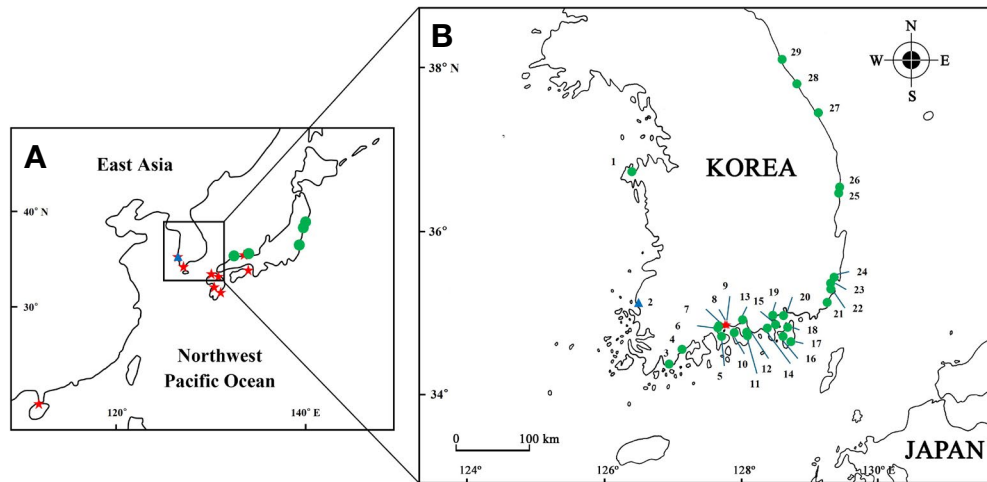 A
East Asia
40° N
30°
Northwest
Pacific Ocean
120°
140° E
B
N
W
E
S
38° N
36°
34°
29
28
27
1
KOREA
26
25
24
23
22
21
2
9
8
7
13
15
19
20
6
4
3
18
17
16
5
10
11
12
14
0
100 km
JAPAN
124°
126°
128°
130° E